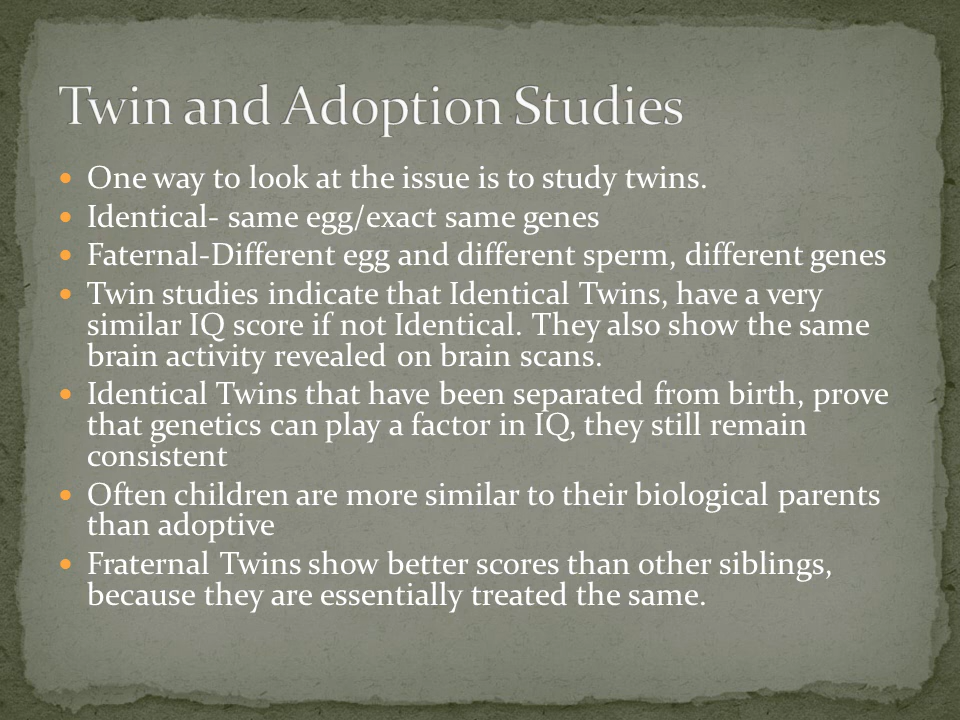 Twin and Adoption Studies
One way to look at the issue is to study twins.
Identical- same egg/exact same genes
Faternal-Different egg and different sperm, different genes
Twin studies indicate that Identical Twins, have a very
similar IQ score if not Identical. They also show the same
brain activity revealed on brain scans.
Identical Twins that have been separated from birth, prove
that genetics can play a factor in IQ, they still remain
consistent
Often children are more similar to their biological parents
than adoptive
Fraternal Twins show better scores than other siblings,
because they are essentially treated the same.